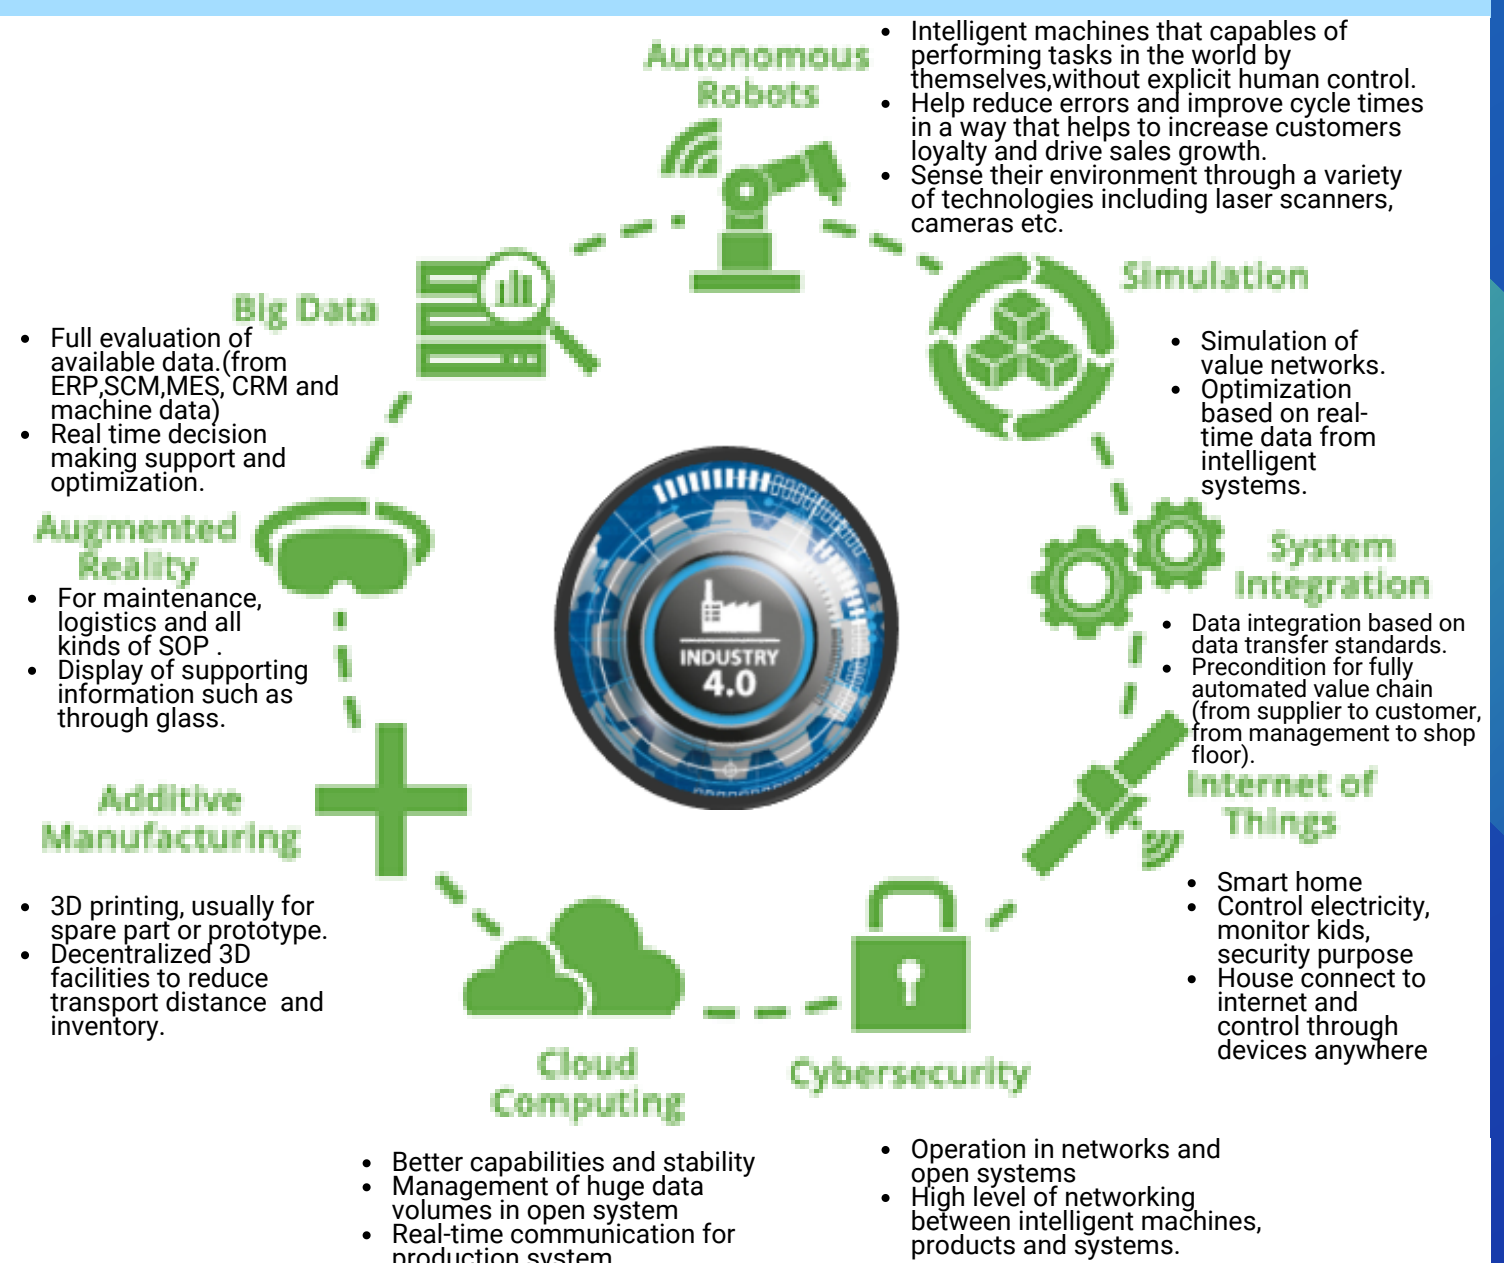 Autonomous
Robots
• Intelligent machines that capables of
performing tasks in the world by
themselves,without explicit human control.
• Help reduce errors and improve cycle times
in a way that helps to increase customers
loyalty and drive sales growth.
• Sense their environment through a variety
of technologies including laser scanners,
cameras etc.
Simulation
• Simulation of
value networks.
• Optimization
based on real-
time data from
intelligent
systems.
System
Integration
• Data integration based on
data transfer standards.
• Precondition for fully
automated value chain
(from supplier to customer,
from management to shop
floor).
Internet of
Things
• Smart home
• Control electricity,
monitor kids,
security purpose
• House connect to
internet and
control through
devices anywhere
Cybersecurity
• Operation in networks and
open systems
• High level of networking
between intelligent machines,
products and systems.
Cloud
Computing
• Better capabilities and stability
• Management of huge data
volumes in open system
• Real-time communication for
production system
Additive
Manufacturing
• 3D printing, usually for
spare part or prototype.
• Decentralized 3D
facilities to reduce
transport distance  and
inventory.
Augmented
Reality
• For maintenance,
logistics and all
kinds of SOP .
• Display of supporting
information such as
through glass.
Big Data
• Full evaluation of
available data.(from
ERP,SCM,MES, CRM and
machine data)
• Real time decision
making support and
optimization.
INDUSTRY
4.0